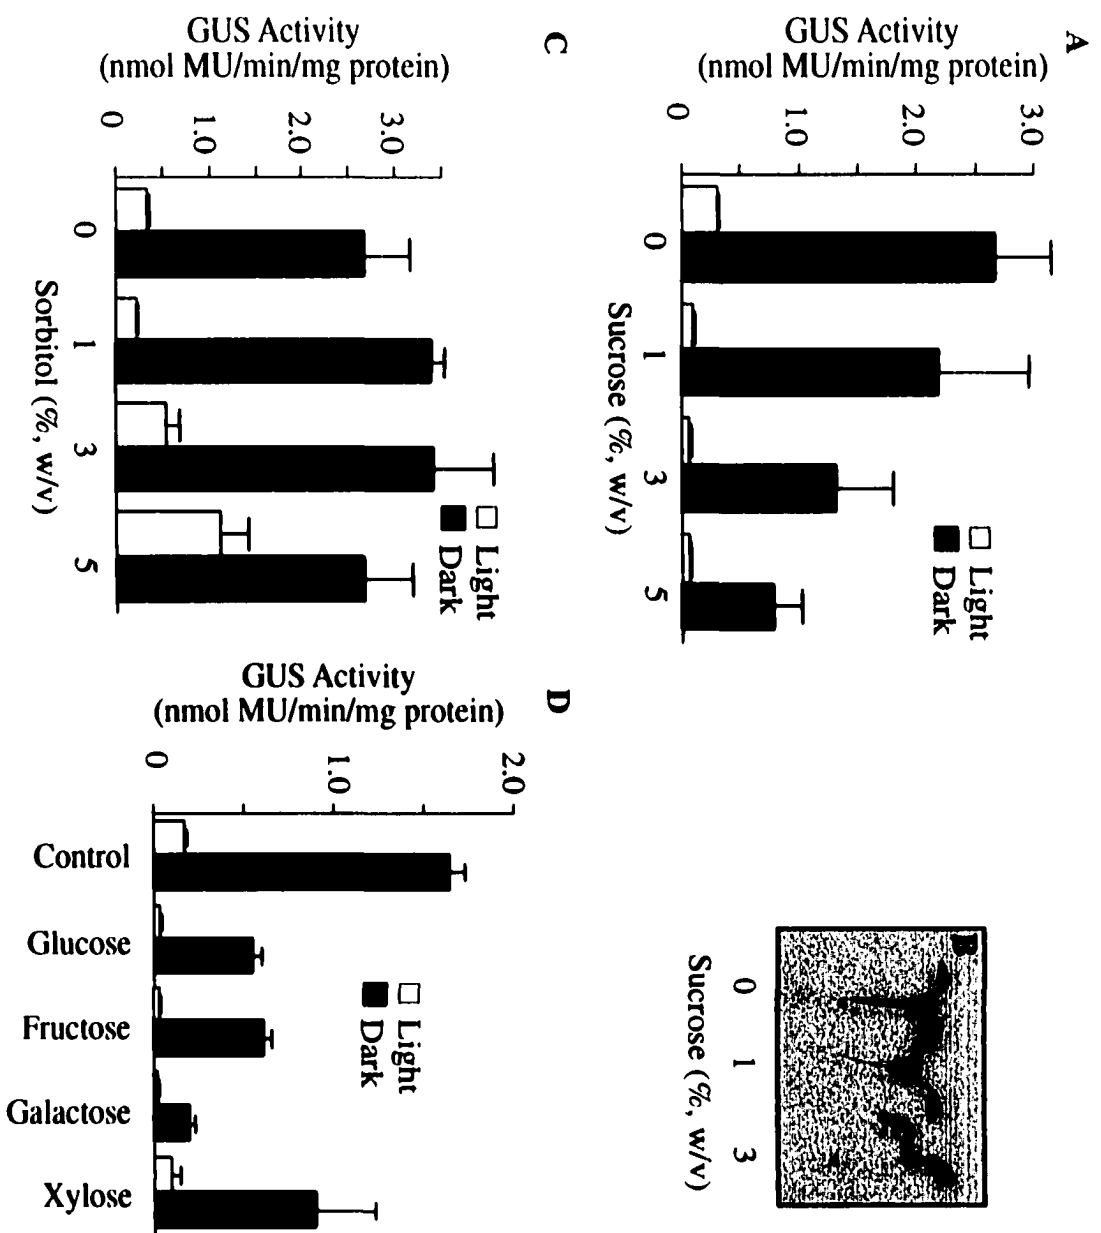 A
GUS Activity
(nmol MU/min/mg protein)
0
1.0
2.0
3.0
Light
Dark
0
1
3
5
Sucrose (%, w/v)
B
0
1
3
Sucrose (%, w/v)
C
GUS Activity
(nmol MU/min/mg protein)
0
1.0
2.0
3.0
Light
Dark
0
1
3
5
Sorbitol (%, w/v)
D
GUS Activity
(nmol MU/min/mg protein)
0
1.0
2.0
Light
Dark
Control
Glucose
Fructose
Galactose
Xylose